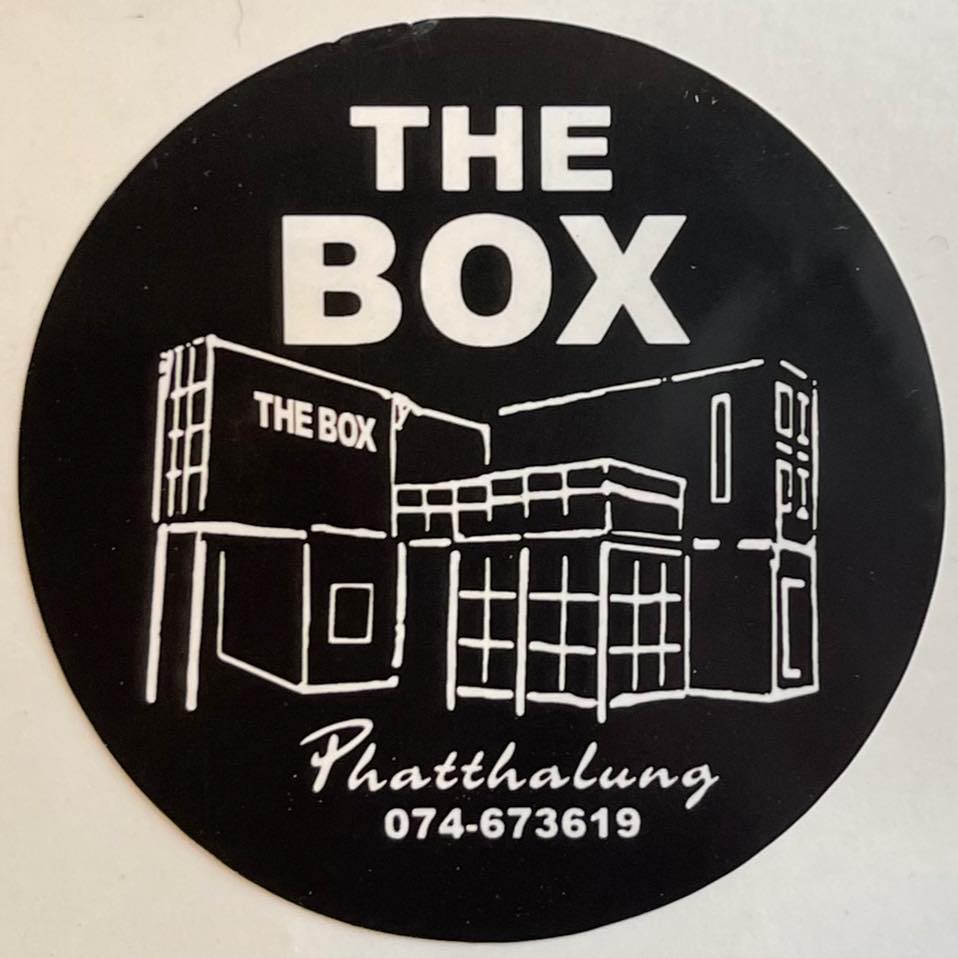 THE
BOX
THE BOX
Phatthalung
074-673619